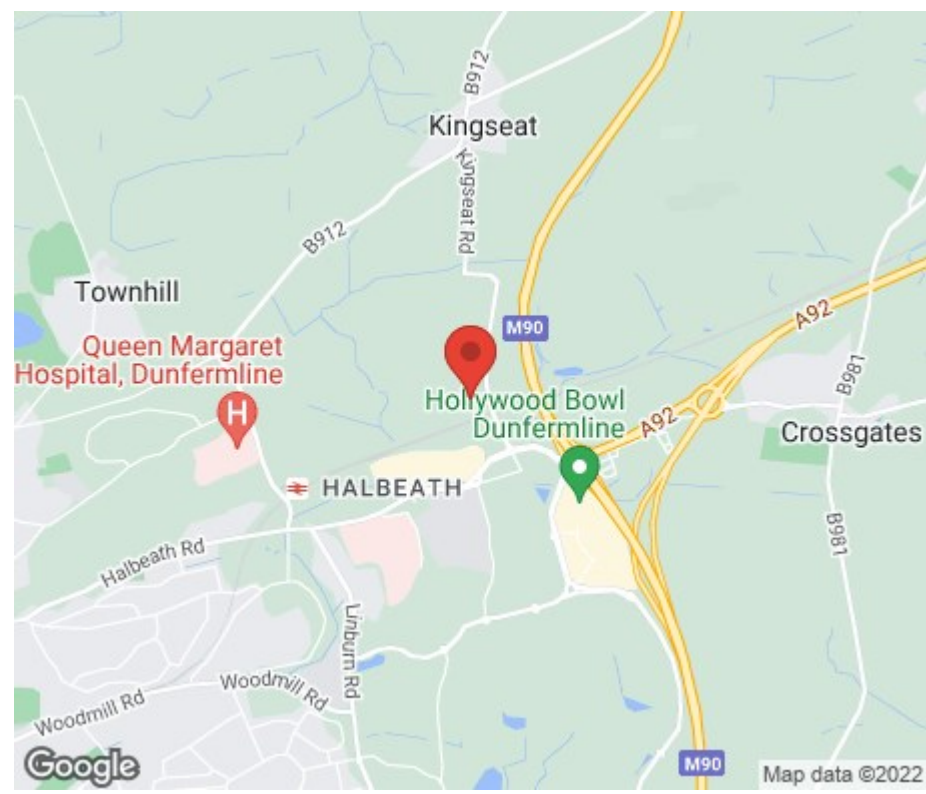 B912
Kingseat
Kingseat Rd
B912
Townhill
M90
A92
Queen Margaret
Hospital, Dunfermline
H
Hollywood Bowl
Dunfermline
A92
B981
Crossgates
HALBEATH
B981
Halbeath Rd
Linburn Rd
Woodmill Rd
Woodmill Rd
M90
Google
Map data ©2022